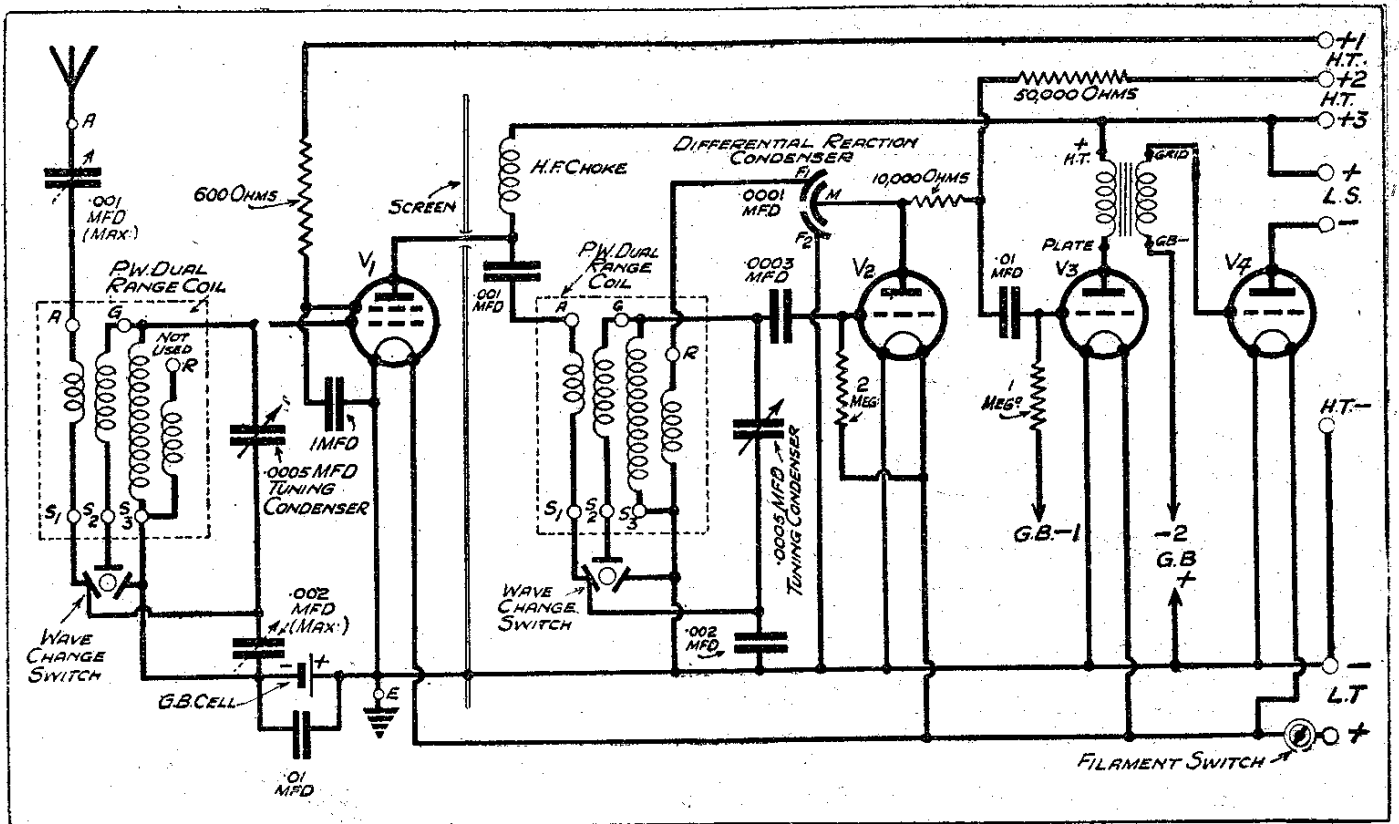 +1
H.T.
+2
H.T.
+3
50,000 OHMS
A
.001
MFD
(MAX)
600 OHMS
SCREEN
H.F. CHOKE
DIFFERENTIAL REACTION
CONDENSER
F1
M
F2
.0001
MFD
10,000 OHMS
+
H.T.
GRID
PLATE
GB-
+
L.S.
-
P.W. DUAL
RANGE COIL
A
G
NOT
USED
R
S1
S2
S3
V1
1MFD
.0005 MFD
TUNING
CONDENSER
.001
MFD
P.W. DUAL
RANGE
COIL
A
G
R
S1
S2
S3
.0003
MFD
V2
2
MEG.
.0005 MFD
TUNING CONDENSER
.01
MFD
V3
1
MEGΩ
V4
G.B.-1
-2
G.B
+
H.T.-
WAVE
CHANGE
SWITCH
.002
MFD
(MAX.)
G.B. CELL
-
+
E
.01
MFD
WAVE
CHANGE
SWITCH
.002
MFD
-
L.T
+
FILAMENT SWITCH